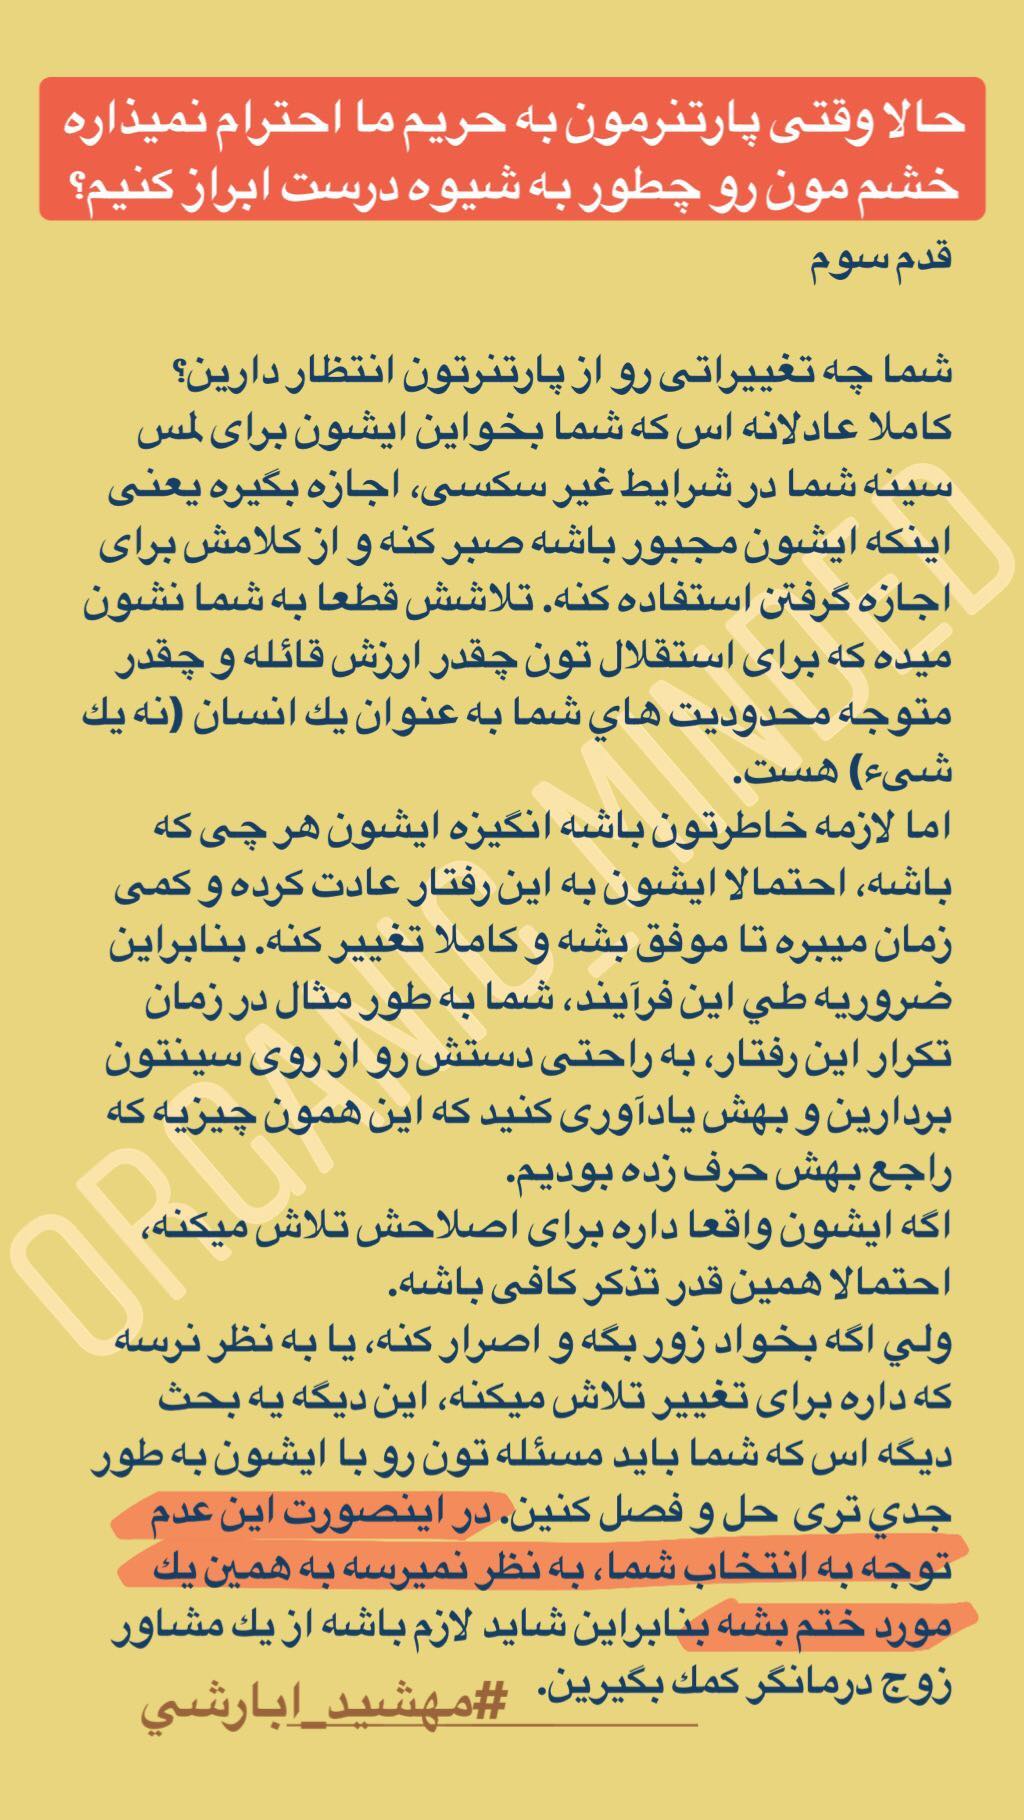 حالا وقتی پارتنرمون به حریم ما احترام نمیذاره
خشم مون رو چطور به شیوه درست ابراز کنیم؟
قدم سوم
شما چه تغییراتی رو از پارتنرتون انتظار دارین؟
کاملا عادلانه اس که شما بخواین ایشون برای لمس
سینه شما در شرایط غیر سکسی، اجازه بگیره یعنی
اینکه ایشون مجبور باشه صبر کنه و از کلامش برای
اجازه گرفتن استفاده کنه. تلاشش قطعا به شما نشون
میده که برای استقلال تون چقدر ارزش قائله و چقدر
متوجه محدودیت هاي شما به عنوان يك انسان (نه يك
شیء) هست.
اما لازمه خاطرتون باشه انگیزه ایشون هر چی که
باشه، احتمالا ایشون به این رفتار عادت کرده و کمی
زمان میبره تا موفق بشه و کاملا تغییر کنه. بنابراین
ضروریه طي این فرآیند، شما به طور مثال در زمان
تکرار این رفتار، به راحتی دستش رو از روی سینتون
بردارین و بهش یادآوری کنید که این همون چیزیه که
راجع بهش حرف زده بودیم.
اگه ایشون واقعا داره برای اصلاحش تلاش میکنه،
احتمالا همین قدر تذکر کافی باشه.
ولي اگه بخواد زور بگه و اصرار کنه، یا به نظر نرسه
که داره برای تغییر تلاش میکنه، این دیگه یه بحث
دیگه اس که شما باید مسئله تون رو با ایشون به طور
جدي تری حل و فصل کنین. در اینصورت این عدم
توجه به انتخاب شما، به نظر نمیرسه به همین يك
مورد ختم بشه بنابراین شاید لازم باشه از يك مشاور
زوج درمانگر کمك بگیرین.
#مهشید_ابارشي
ORGANIC_MINDED